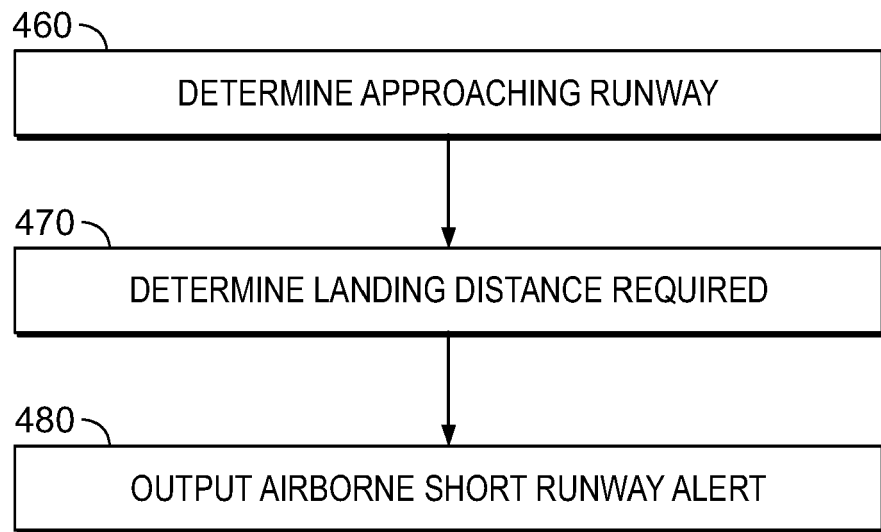 460
DETERMINE APPROACHING RUNWAY
470
DETERMINE LANDING DISTANCE REQUIRED
480
OUTPUT AIRBORNE SHORT RUNWAY ALERT